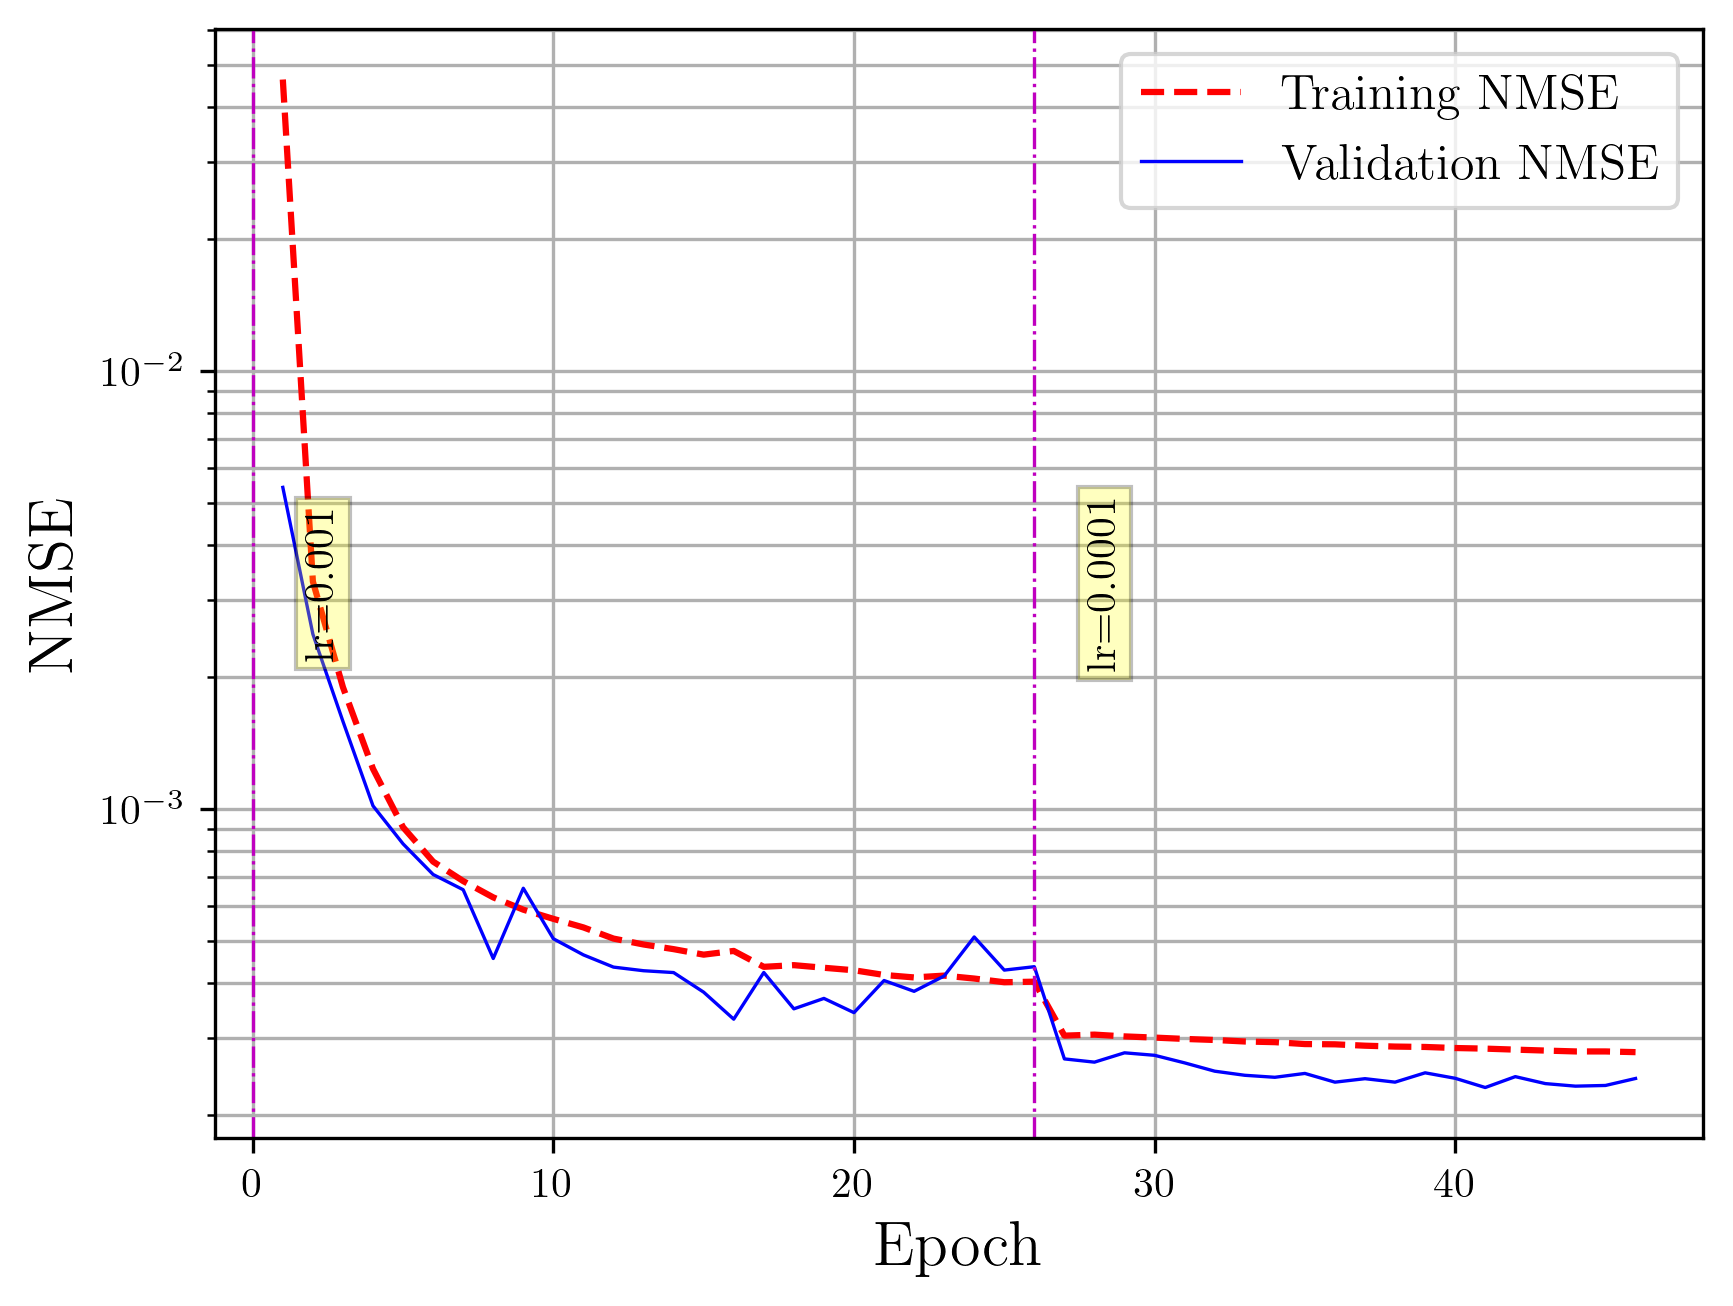 Training NMSE
Validation NMSE
10⁻²
10⁻³
NMSE
lr=0.001
lr=0.0001
0 10 20 30 40
Epoch